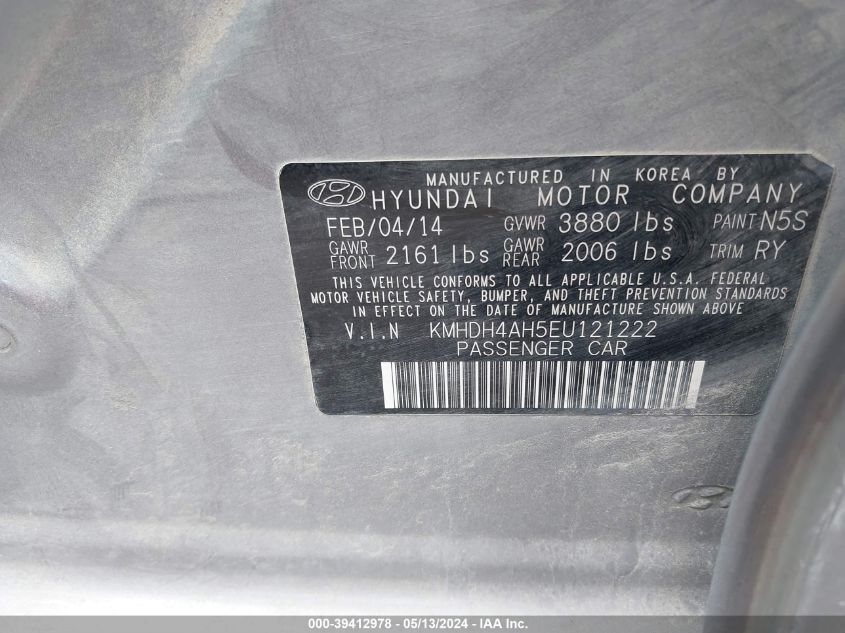 MANUFACTURED IN KOREA BY
HYUNDAI MOTOR COMPANY
FEB/04/14 GVWR 3880 lbs PAINT N5S
GAWR FRONT 2161 lbs GAWR REAR 2006 lbs TRIM RY
THIS VEHICLE CONFORMS TO ALL APPLICABLE U.S.A. FEDERAL
MOTOR VEHICLE SAFETY, BUMPER, AND THEFT PREVENTION STANDARDS
IN EFFECT ON THE DATE OF MANUFACTURE SHOWN ABOVE
V.I.N KMHDH4AH5EU121222
PASSENGER CAR
000-39412978 - 05/13/2024 - IAA Inc.